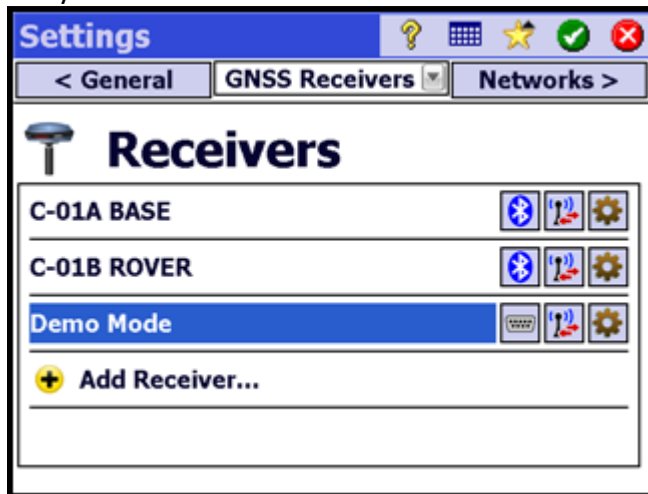 Settings
< General GNSS Receivers Networks >
Receivers
C-01A BASE
C-01B ROVER
Demo Mode
Add Receiver...